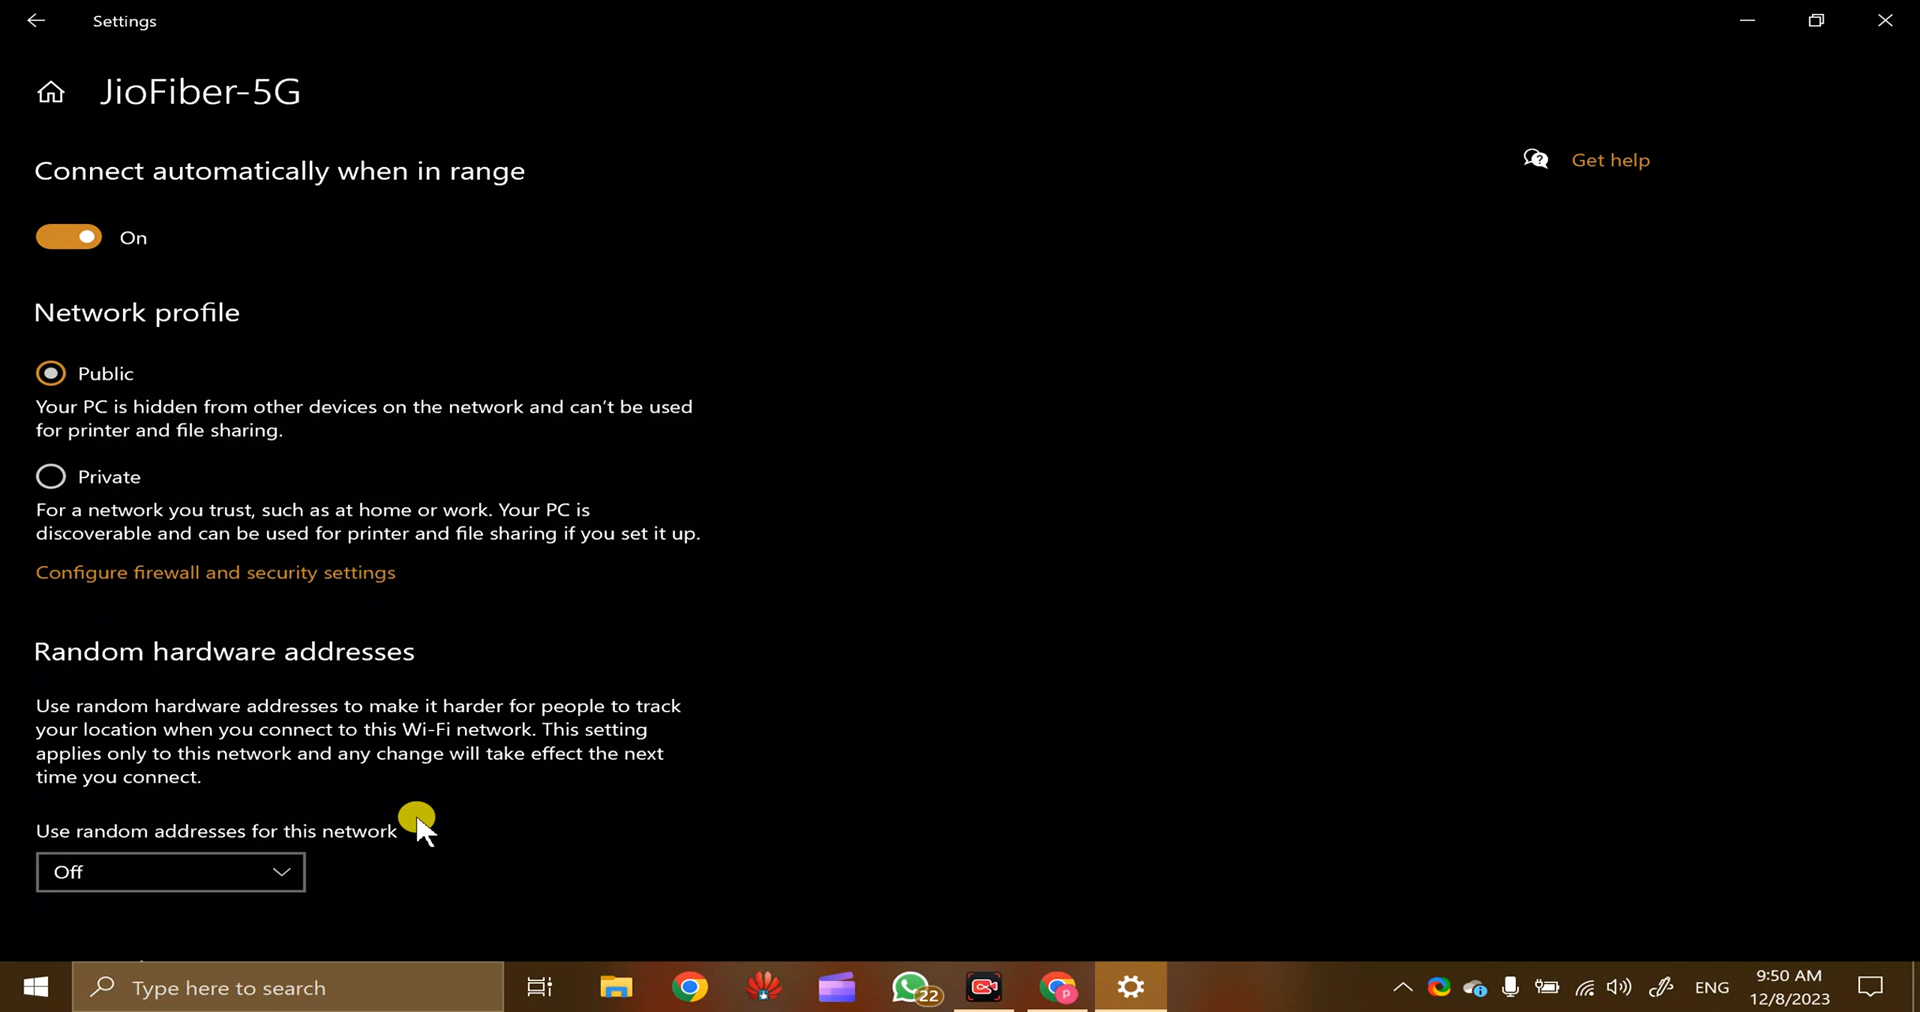 Settings
JioFiber-5G
Connect automatically when in range
Get help
On
Network profile
Public
Your PC is hidden from other devices on the network and can't be used
for printer and file sharing.
Private
For a network you trust, such as at home or work. Your PC is
discoverable and can be used for printer and file sharing if you set it up.
Configure firewall and security settings
Random hardware addresses
Use random hardware addresses to make it harder for people to track
your location when you connect to this Wi-Fi network. This setting
applies only to this network and any change will take effect the next
time you connect.
Use random addresses for this network
Off
Type here to search
22
P
ENG
9:50 AM
12/8/2023